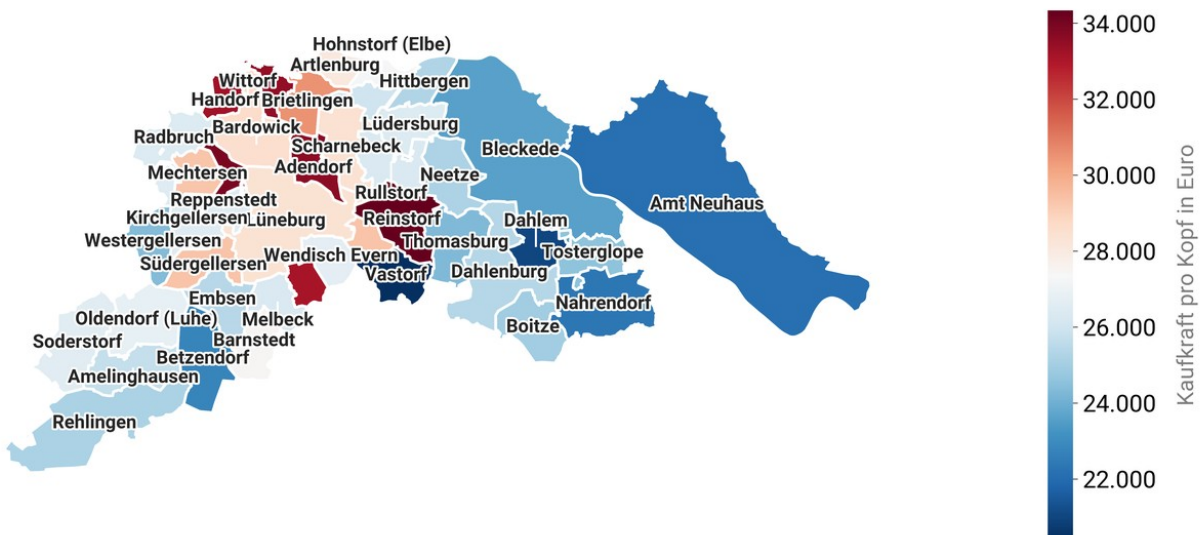 Hohnstorf (Elbe)
Artlenburg
Wittorf
Hittbergen
Handorf
Brietlingen
Radbruch
Bardowick
Lüdersburg
Scharnebeck
Bleckede
Mechtersen
Adendorf
Neetze
Reppenstedt
Rullstorf
Amt Neuhaus
Kirchgellersen
Lüneburg
Reinstorf
Dahlem
Westergellersen
Thomasburg
Tosterglope
Südergellersen
Wendisch Evern
Vastorf
Dahlenburg
Embsen
Nahrendorf
Oldendorf (Luhe)
Melbeck
Boitze
Soderstorf
Barnstedt
Betzendorf
Amelinghausen
Rehlingen
34.000
32.000
30.000
28.000
26.000
24.000
22.000
Kaufkraft pro Kopf in Euro